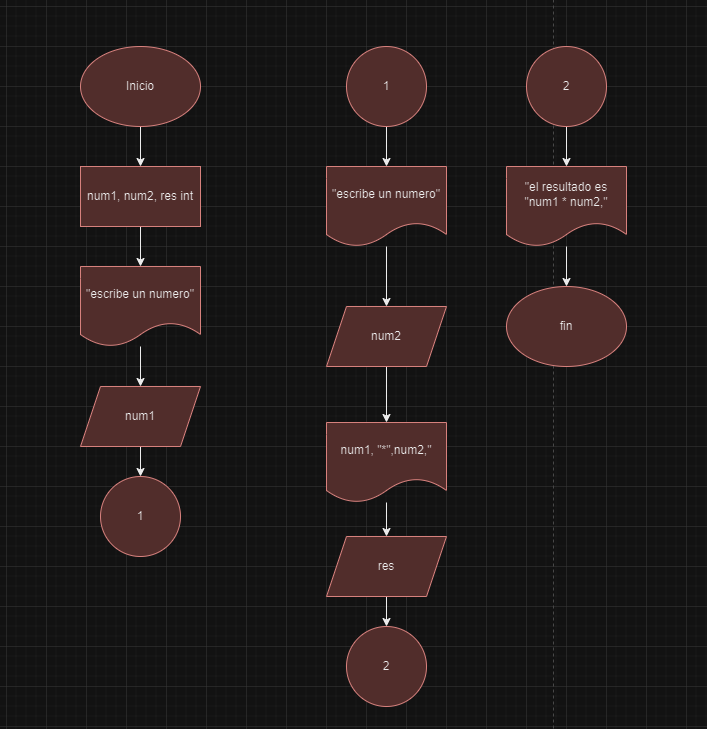 Inicio
num1, num2, res int
"escribe un numero"
num1
1
1
"escribe un numero"
num2
num1, "*",num2,"
res
2
2
"el resultado es
"num1 * num2,"
fin